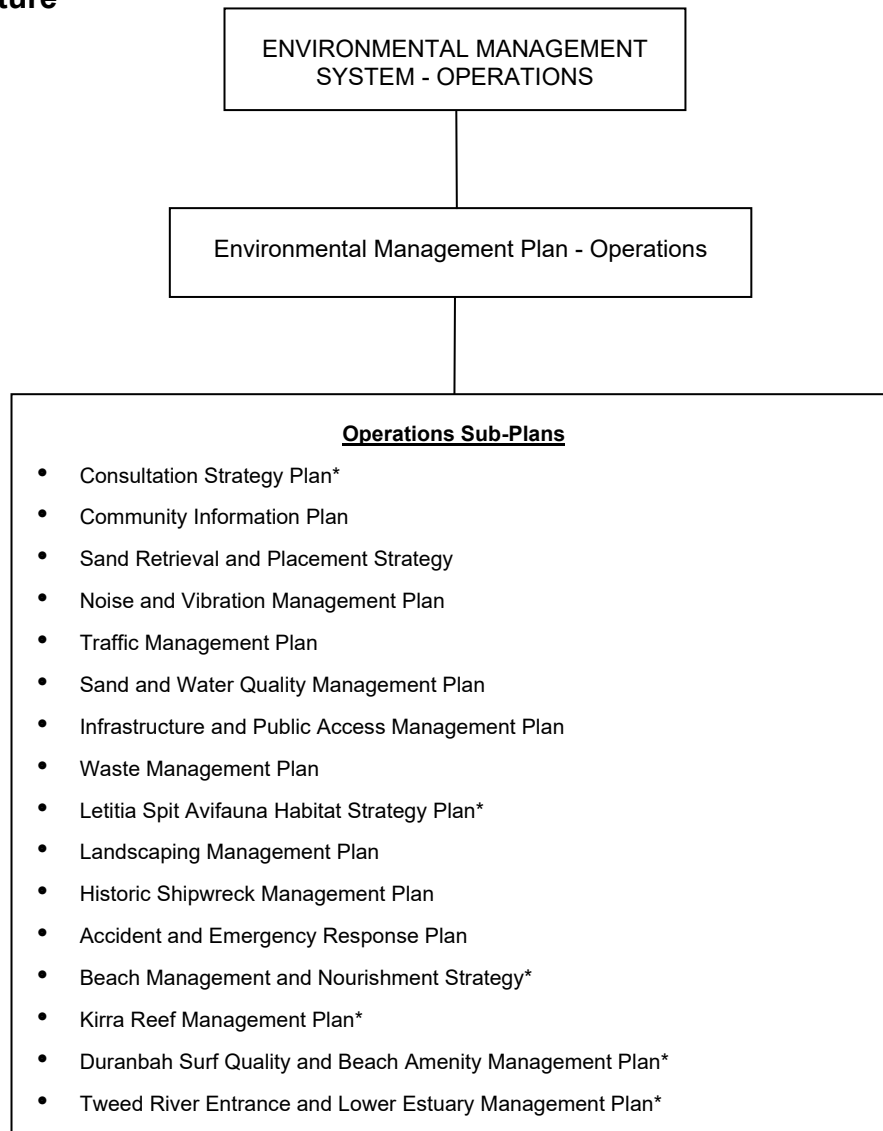 ture
ENVIRONMENTAL MANAGEMENT
SYSTEM - OPERATIONS
Environmental Management Plan - Operations
Operations Sub-Plans
• Consultation Strategy Plan*
• Community Information Plan
• Sand Retrieval and Placement Strategy
• Noise and Vibration Management Plan
• Traffic Management Plan
• Sand and Water Quality Management Plan
• Infrastructure and Public Access Management Plan
• Waste Management Plan
• Letitia Spit Avifauna Habitat Strategy Plan*
• Landscaping Management Plan
• Historic Shipwreck Management Plan
• Accident and Emergency Response Plan
• Beach Management and Nourishment Strategy*
• Kirra Reef Management Plan*
• Duranbah Surf Quality and Beach Amenity Management Plan*
• Tweed River Entrance and Lower Estuary Management Plan*